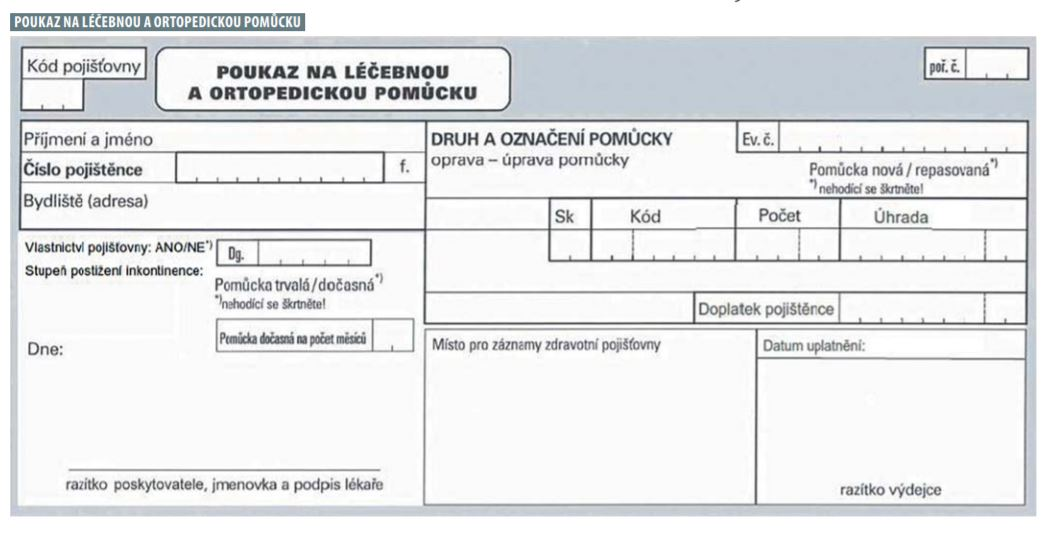 POUKAZ NA LÉČEBNOU A ORTOPEDICKOU POMŮCKU
Kód pojišťovny
POUKAZ NA LÉČEBNOU
A ORTOPEDICKOU POMŮCKU
poř. č.
Příjmení a jméno
Číslo pojištěnce
f.
Bydliště (adresa)
DRUH A OZNAČENÍ POMŮCKY
oprava – úprava pomůcky
Ev. č.
Pomůcka nová / repasovaná*)
*) nehodící se škrtněte!
Sk Kód Počet Úhrada
Vlastnictví pojišťovny: ANO/NE*)
Dg.
Stupeň postižení inkontinence:
Pomůcka trvalá/dočasná*)
*)nehodící se škrtněte!
Doplatek pojištěnce
Pomůcka dočasná na počet měsíců
Dne:
Místo pro záznamy zdravotní pojišťovny
Datum uplatnění:
razítko poskytovatele, jmenovka a podpis lékaře
razítko výdejce